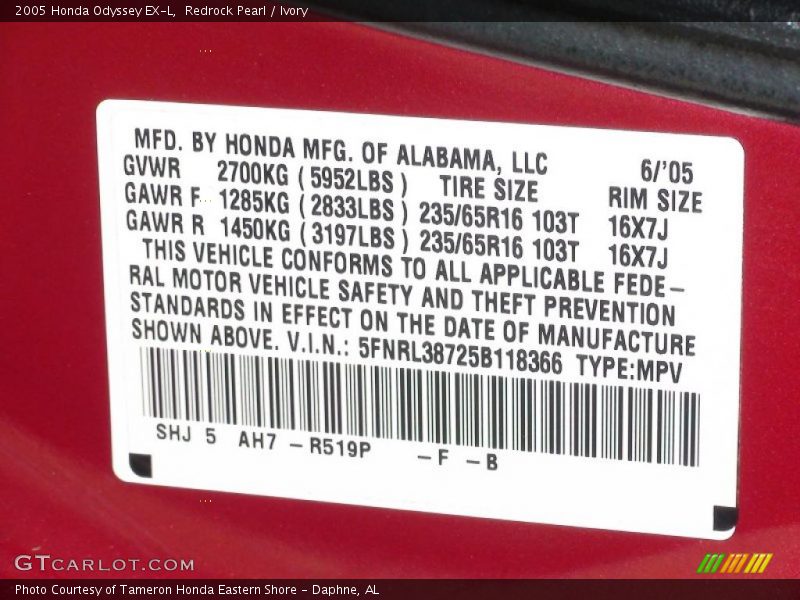 2005 Honda Odyssey EX-L, Redrock Pearl / Ivory
MFD. BY HONDA MFG. OF ALABAMA, LLC 6/'05
GVWR 2700KG (5952LBS) TIRE SIZE RIM SIZE
GAWR F 1285KG (2833LBS) 235/65R16 103T 16X7J
GAWR R 1450KG (3197LBS) 235/65R16 103T 16X7J
THIS VEHICLE CONFORMS TO ALL APPLICABLE FEDE-
RAL MOTOR VEHICLE SAFETY AND THEFT PREVENTION
STANDARDS IN EFFECT ON THE DATE OF MANUFACTURE
SHOWN ABOVE. V.I.N.: 5FNRL38725B118366 TYPE:MPV
SHJ 5 AH7 -R519P -F -B
GTCARLOT.COM
Photo Courtesy of Tameron Honda Eastern Shore - Daphne, AL